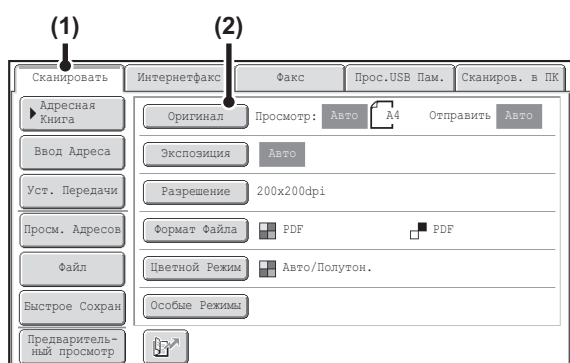 (1) (2)
Сканировать Интернетфакс Факс Прос.USB Пам. Сканиров. в ПК
Адресная
Книга
Оригинал Просмотр: Авто A4 Отправить Авто
Ввод Адреса Экспозиция Авто
Уст. Передачи Разрешение 200x200dpi
Просм. Адресов Формат Файла PDF PDF
Файл Цветной Режим Авто/Полутон.
Быстрое Сохран Особые Режимы
Предваритель-
ный просмотр